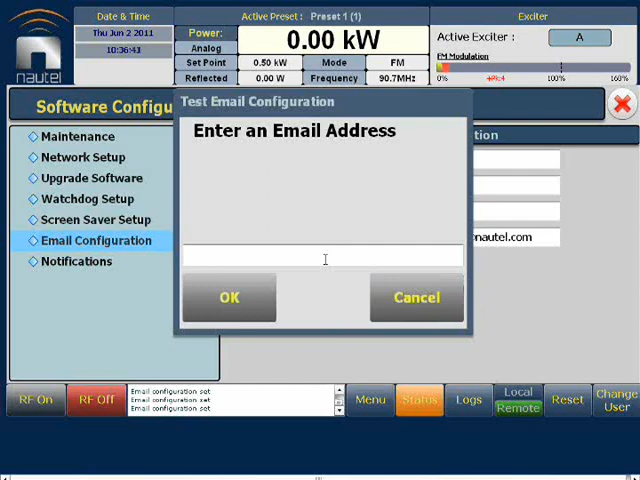 Date & Time
Thu Jun 2 2011
10:36:43
nautel
Active Preset : Preset 1 (1)
Power:
Analog
0.00 kW
Set Point
0.50 kW
Mode
FM
Reflected
0.00 W
Frequency
90.7MHz
Exciter
Active Exciter :
A
FM Modulation
0%
+Pk4
100%
160%
Software Configu
tion
Test Email Configuration
Enter an Email Address
OK
Cancel
Maintenance
Network Setup
Upgrade Software
Watchdog Setup
Screen Saver Setup
Email Configuration
Notifications
nautel.com
RF On
RF Off
Email configuration set
Email configuration set
Email configuration set
Menu
Status
Logs
Local
Remote
Reset
Change
User